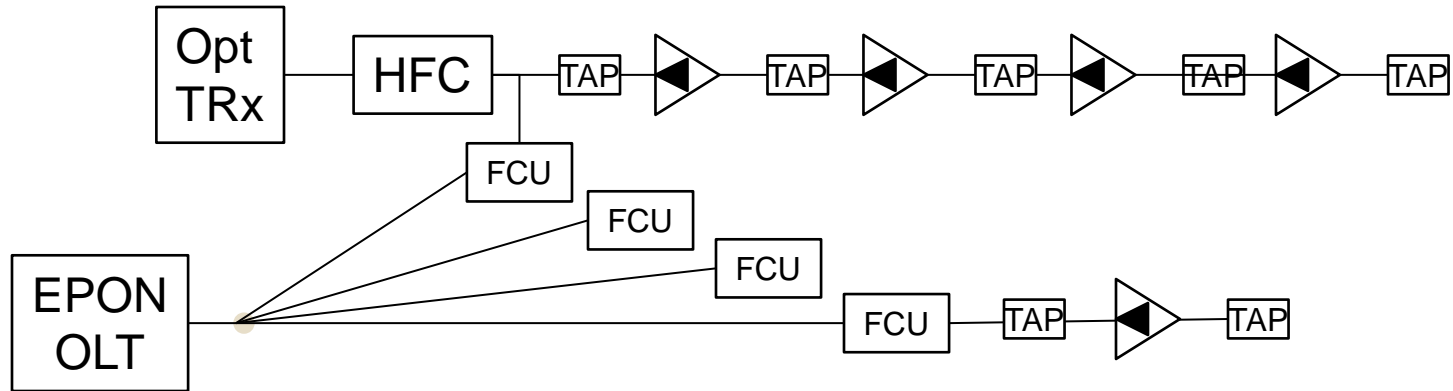 Opt
TRx
HFC
TAP
TAP
TAP
TAP
TAP
FCU
FCU
FCU
EPON
OLT
FCU
TAP
TAP